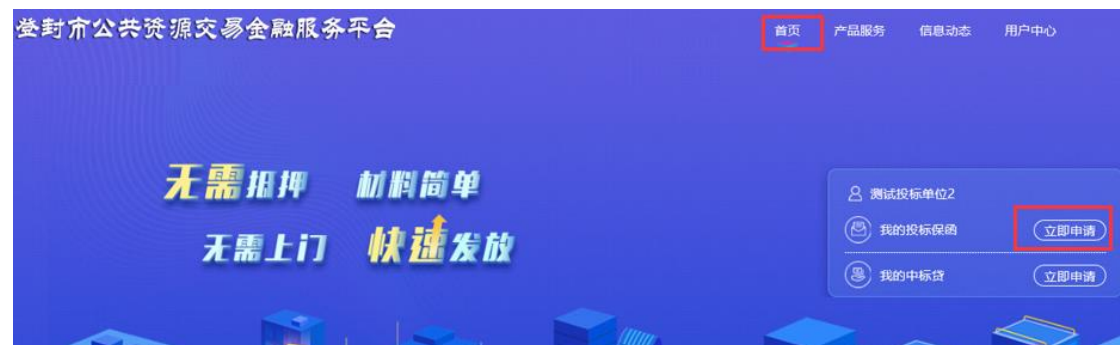 登封市公共资源交易金融服务平台
首页 产品服务 信息动态 用户中心
无需抵押 材料简单
无需上门 快速发放
测试投标单位2
我的投标保函 立即申请
我的中标贷 立即申请